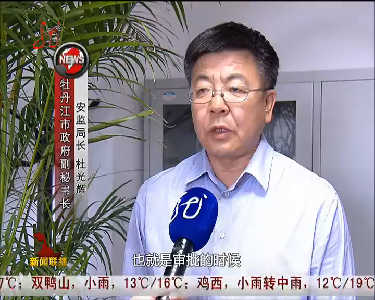 NEWS
牡丹江市政府副秘书长
安监局长 杜光辉
也就是审批的时候
新闻联播
7℃；双鸭山，小雨，13℃/16℃；鸡西，小雨转中雨，12℃/19℃